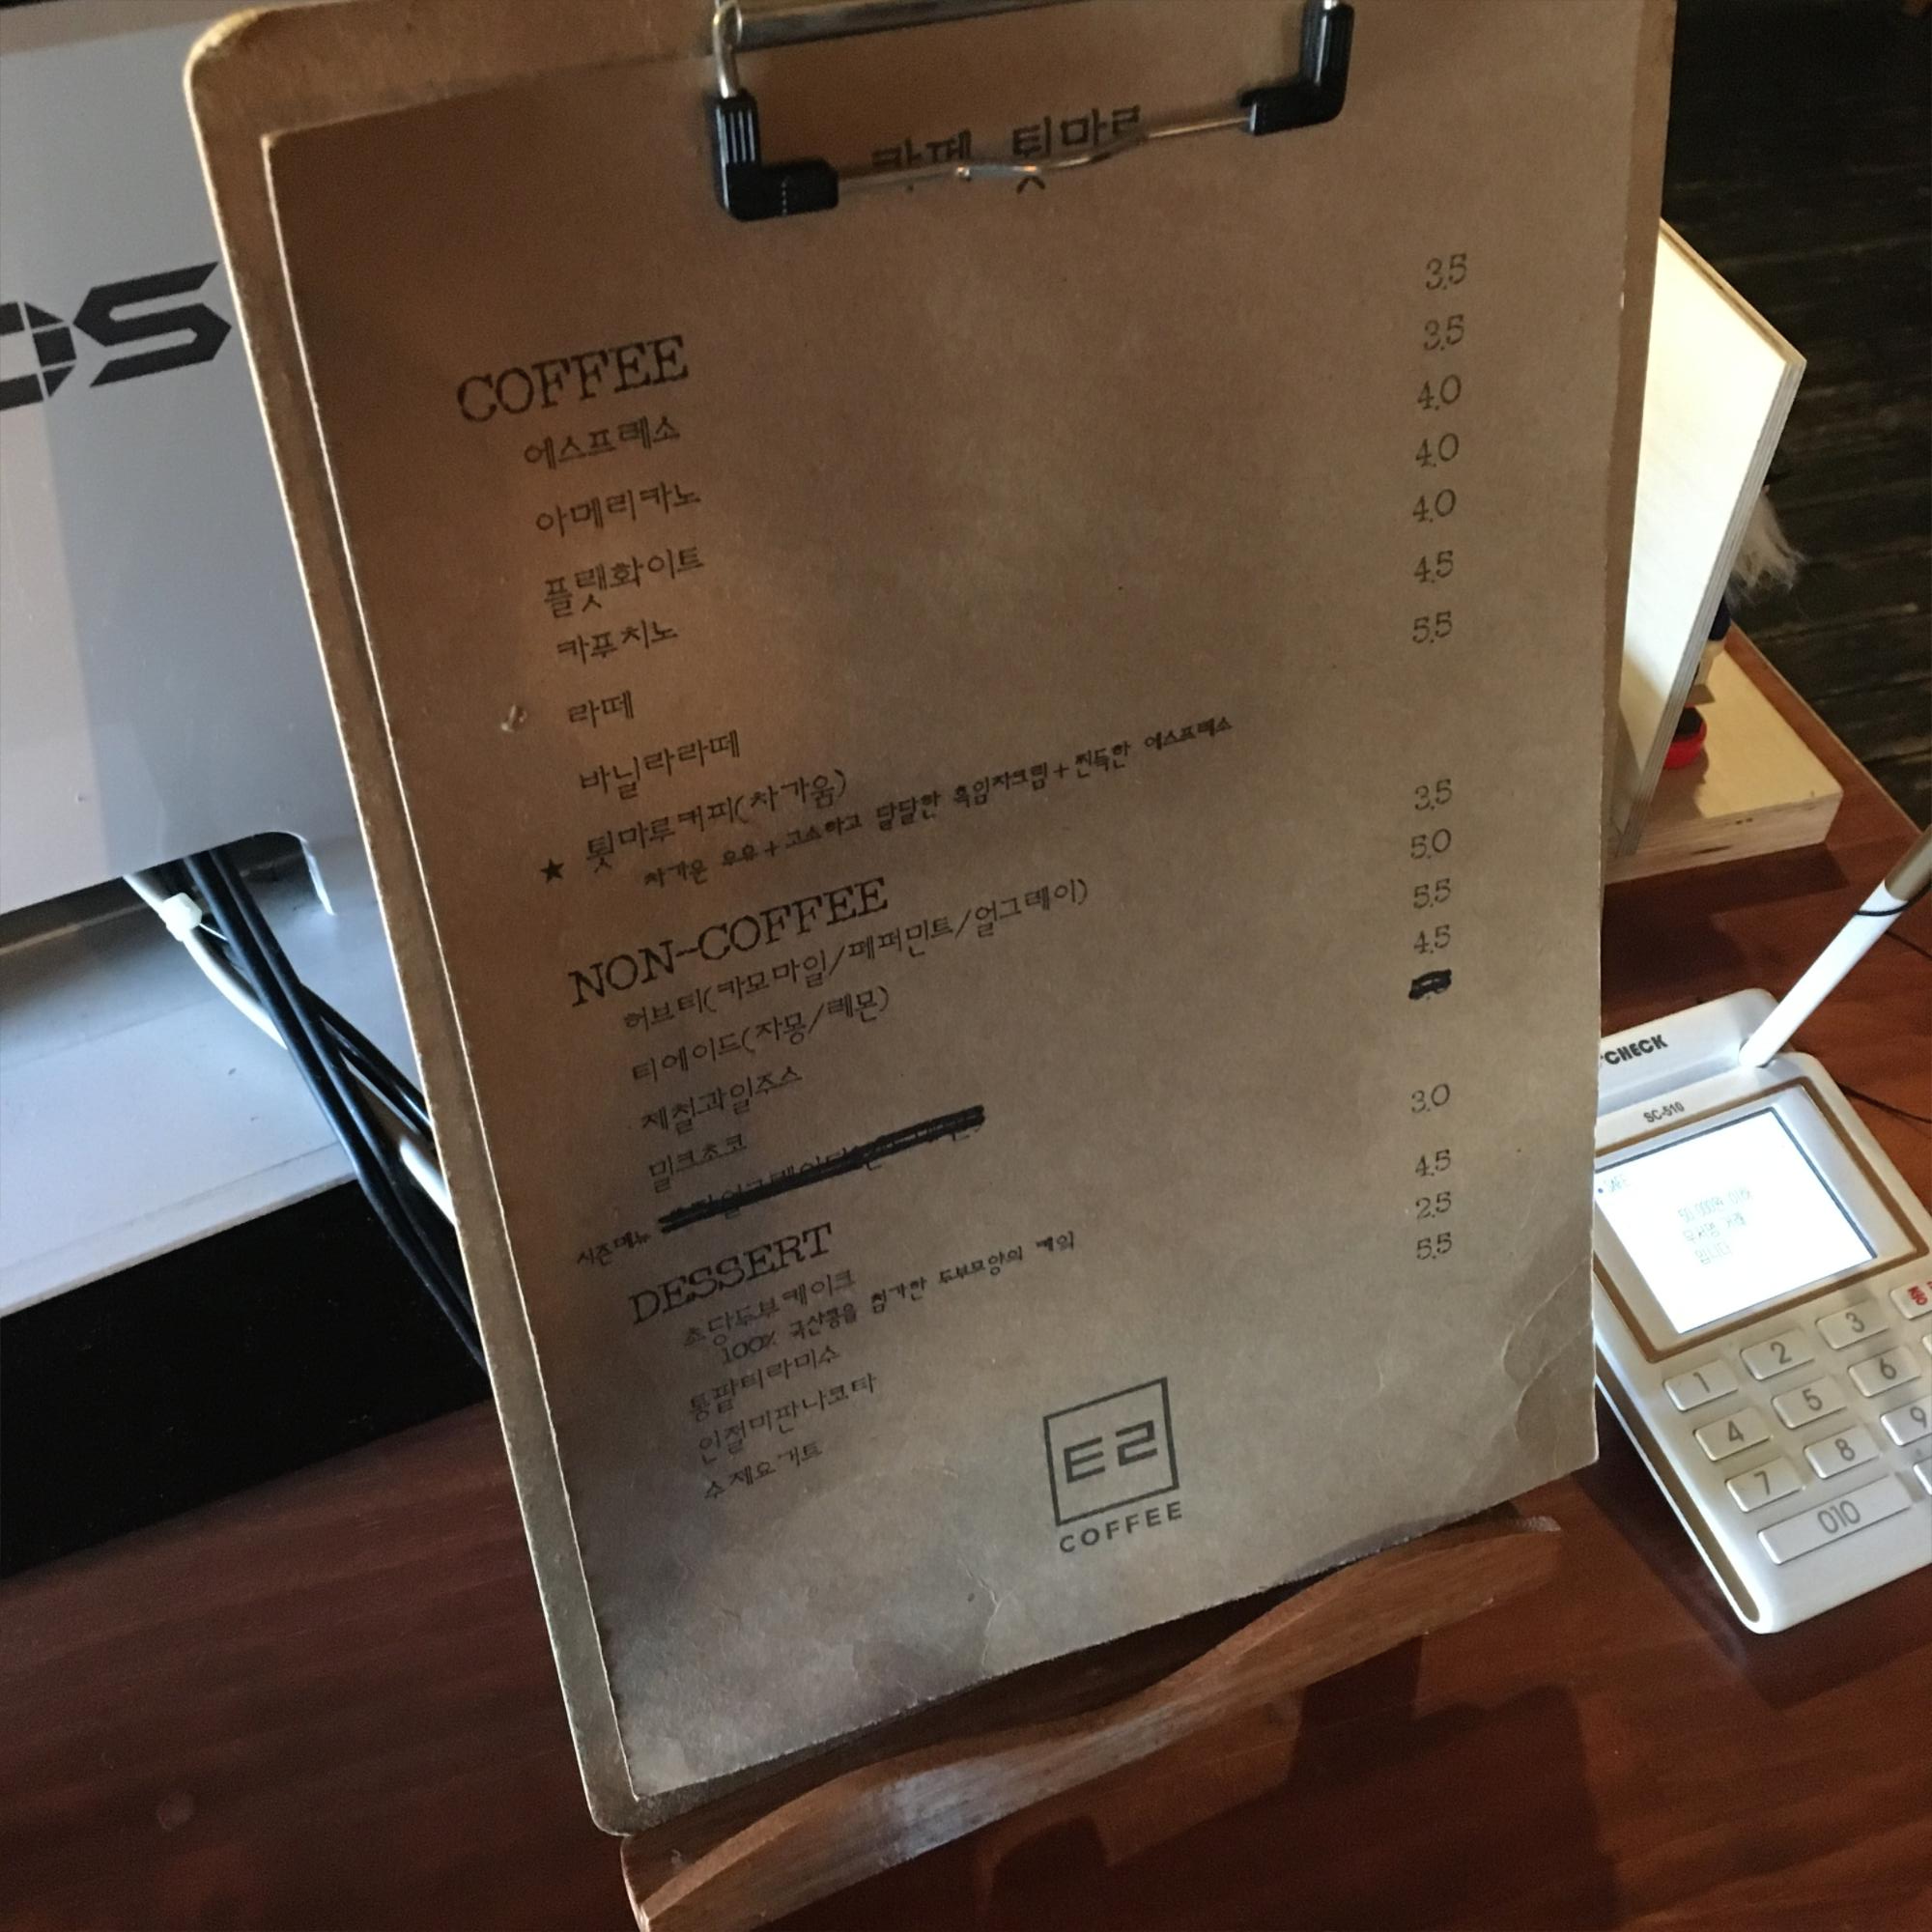 카페 툇마루
COFFEE
에스프레소 3.5
아메리카노 3.5
플랫화이트 4.0
카푸치노 4.0
라떼 4.0
바닐라라떼 4.5
★ 툇마루커피(차가움) 5.5
차가운 우유+고소하고 달달한 흑임자크림+찐득한 에스프레소
NON-COFFEE
허브티(카모마일/페퍼민트/얼그레이) 3.5
티에이드(자몽/레몬) 5.0
제철과일주스 5.5
밀크초코 4.5
시즌메뉴
DESSERT
초당두부케이크 3.0
100% 국산콩을 첨가한 두부모양의 케익
통팥티라미수 4.5
인절미판나코타 2.5
수제요거트 5.5
E2
COFFEE
OS
CHECK
SC-510
1 2 3
4 5 6
7 8 9
010